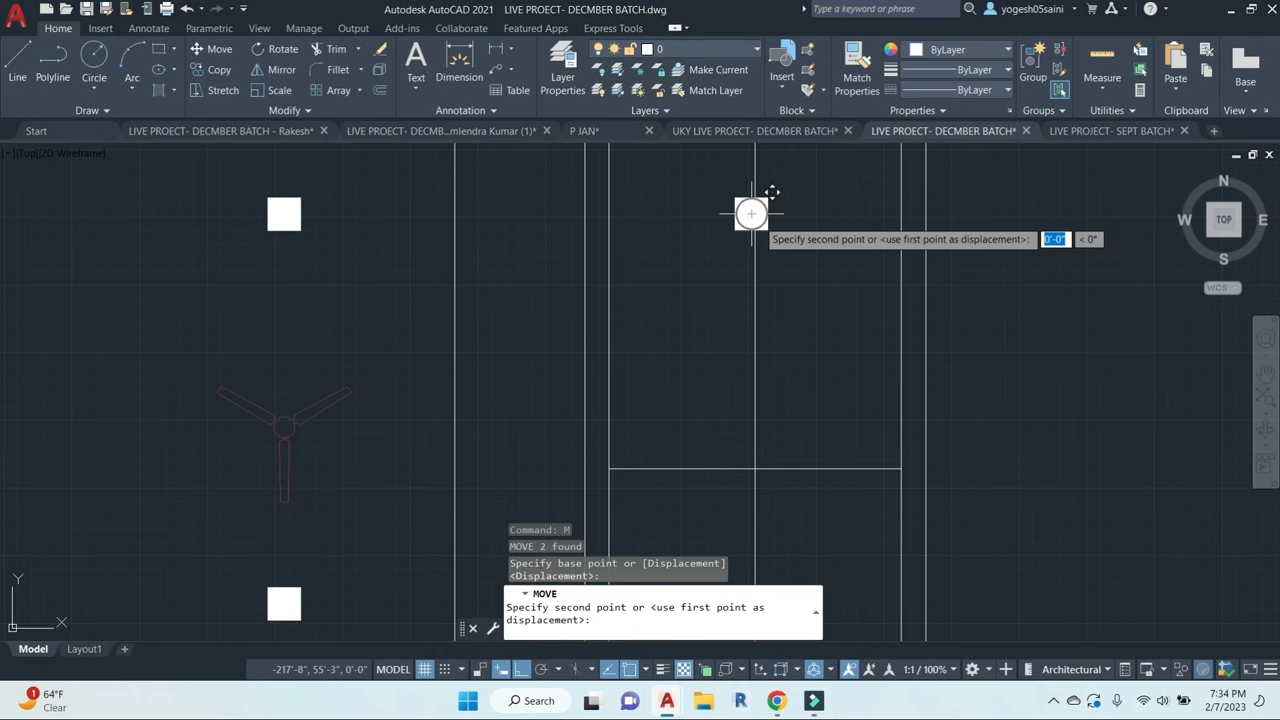 Autodesk AutoCAD 2021 LIVE PROECT- DECMBER BATCH.dwg
Type a keyword or phrase
yogesh05saini
Home Insert Annotate Parametric View Manage Output Add-ins Collaborate Featured Apps Express Tools
Move Rotate Trim
0
ByLayer
Copy Mirror Fillet
Make Current
ByLayer
Line Polyline Circle Arc
Text Dimension
Layer Properties
Insert
Match Properties
Group
Measure
Paste
Base
Stretch Scale Array
Table
Match Layer
ByLayer
Draw Modify Annotation Layers Block Properties Groups Utilities Clipboard View
Start LIVE PROECT- DECMBER BATCH - Rakesh* LIVE PROECT- DECMB...mlendra Kumar (1)* P JAN* UKY LIVE PROECT- DECMBER BATCH* LIVE PROECT- DECMBER BATCH* LIVE PROJECT- SEPT BATCH*
[−][Top][2D Wireframe]
N
W TOP E
S
WCS
Specify second point or <use first point as displacement>: 0'-0" < 0°
Command: M
MOVE 2 found
Specify base point or [Displacement]
<Displacement>:
MOVE
Specify second point or <use first point as
displacement>:
Y
X
Model Layout1
-217'-8", 55'-3", 0'-0" MODEL 1:1 / 100% Architectural
1
64°F
Clear
Search
7:34 PM
2/7/2023